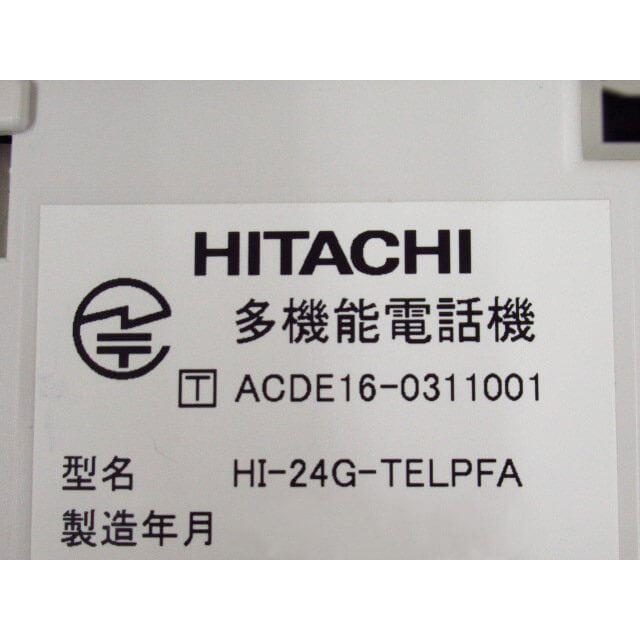 HITACHI
多機能電話機
T ACDE16-0311001
型名 HI-24G-TELPFA
製造年月